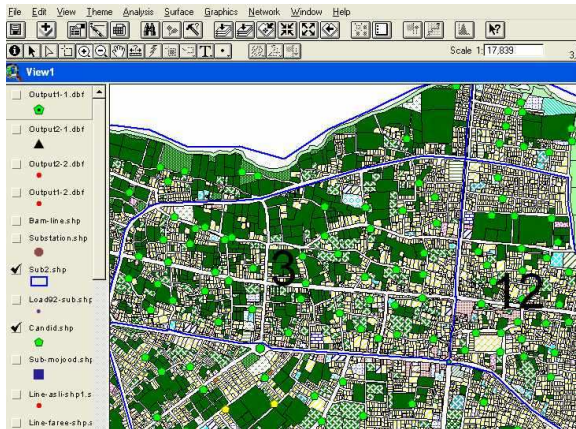 File Edit View Theme Analysis Surface Graphics Network Window Help
Scale 1: 17,839
3.
View1
Output1-1.dbf
Output2-1.dbf
Output2-2.dbf
Output1-2.dbf
Bam-line.shp
Substation.shp
Sub2.shp
Load92-sub.shp
Candid.shp
Sub-mojood.shp
Line-asli-shp1.s
Line-faree-shp.s
3
12